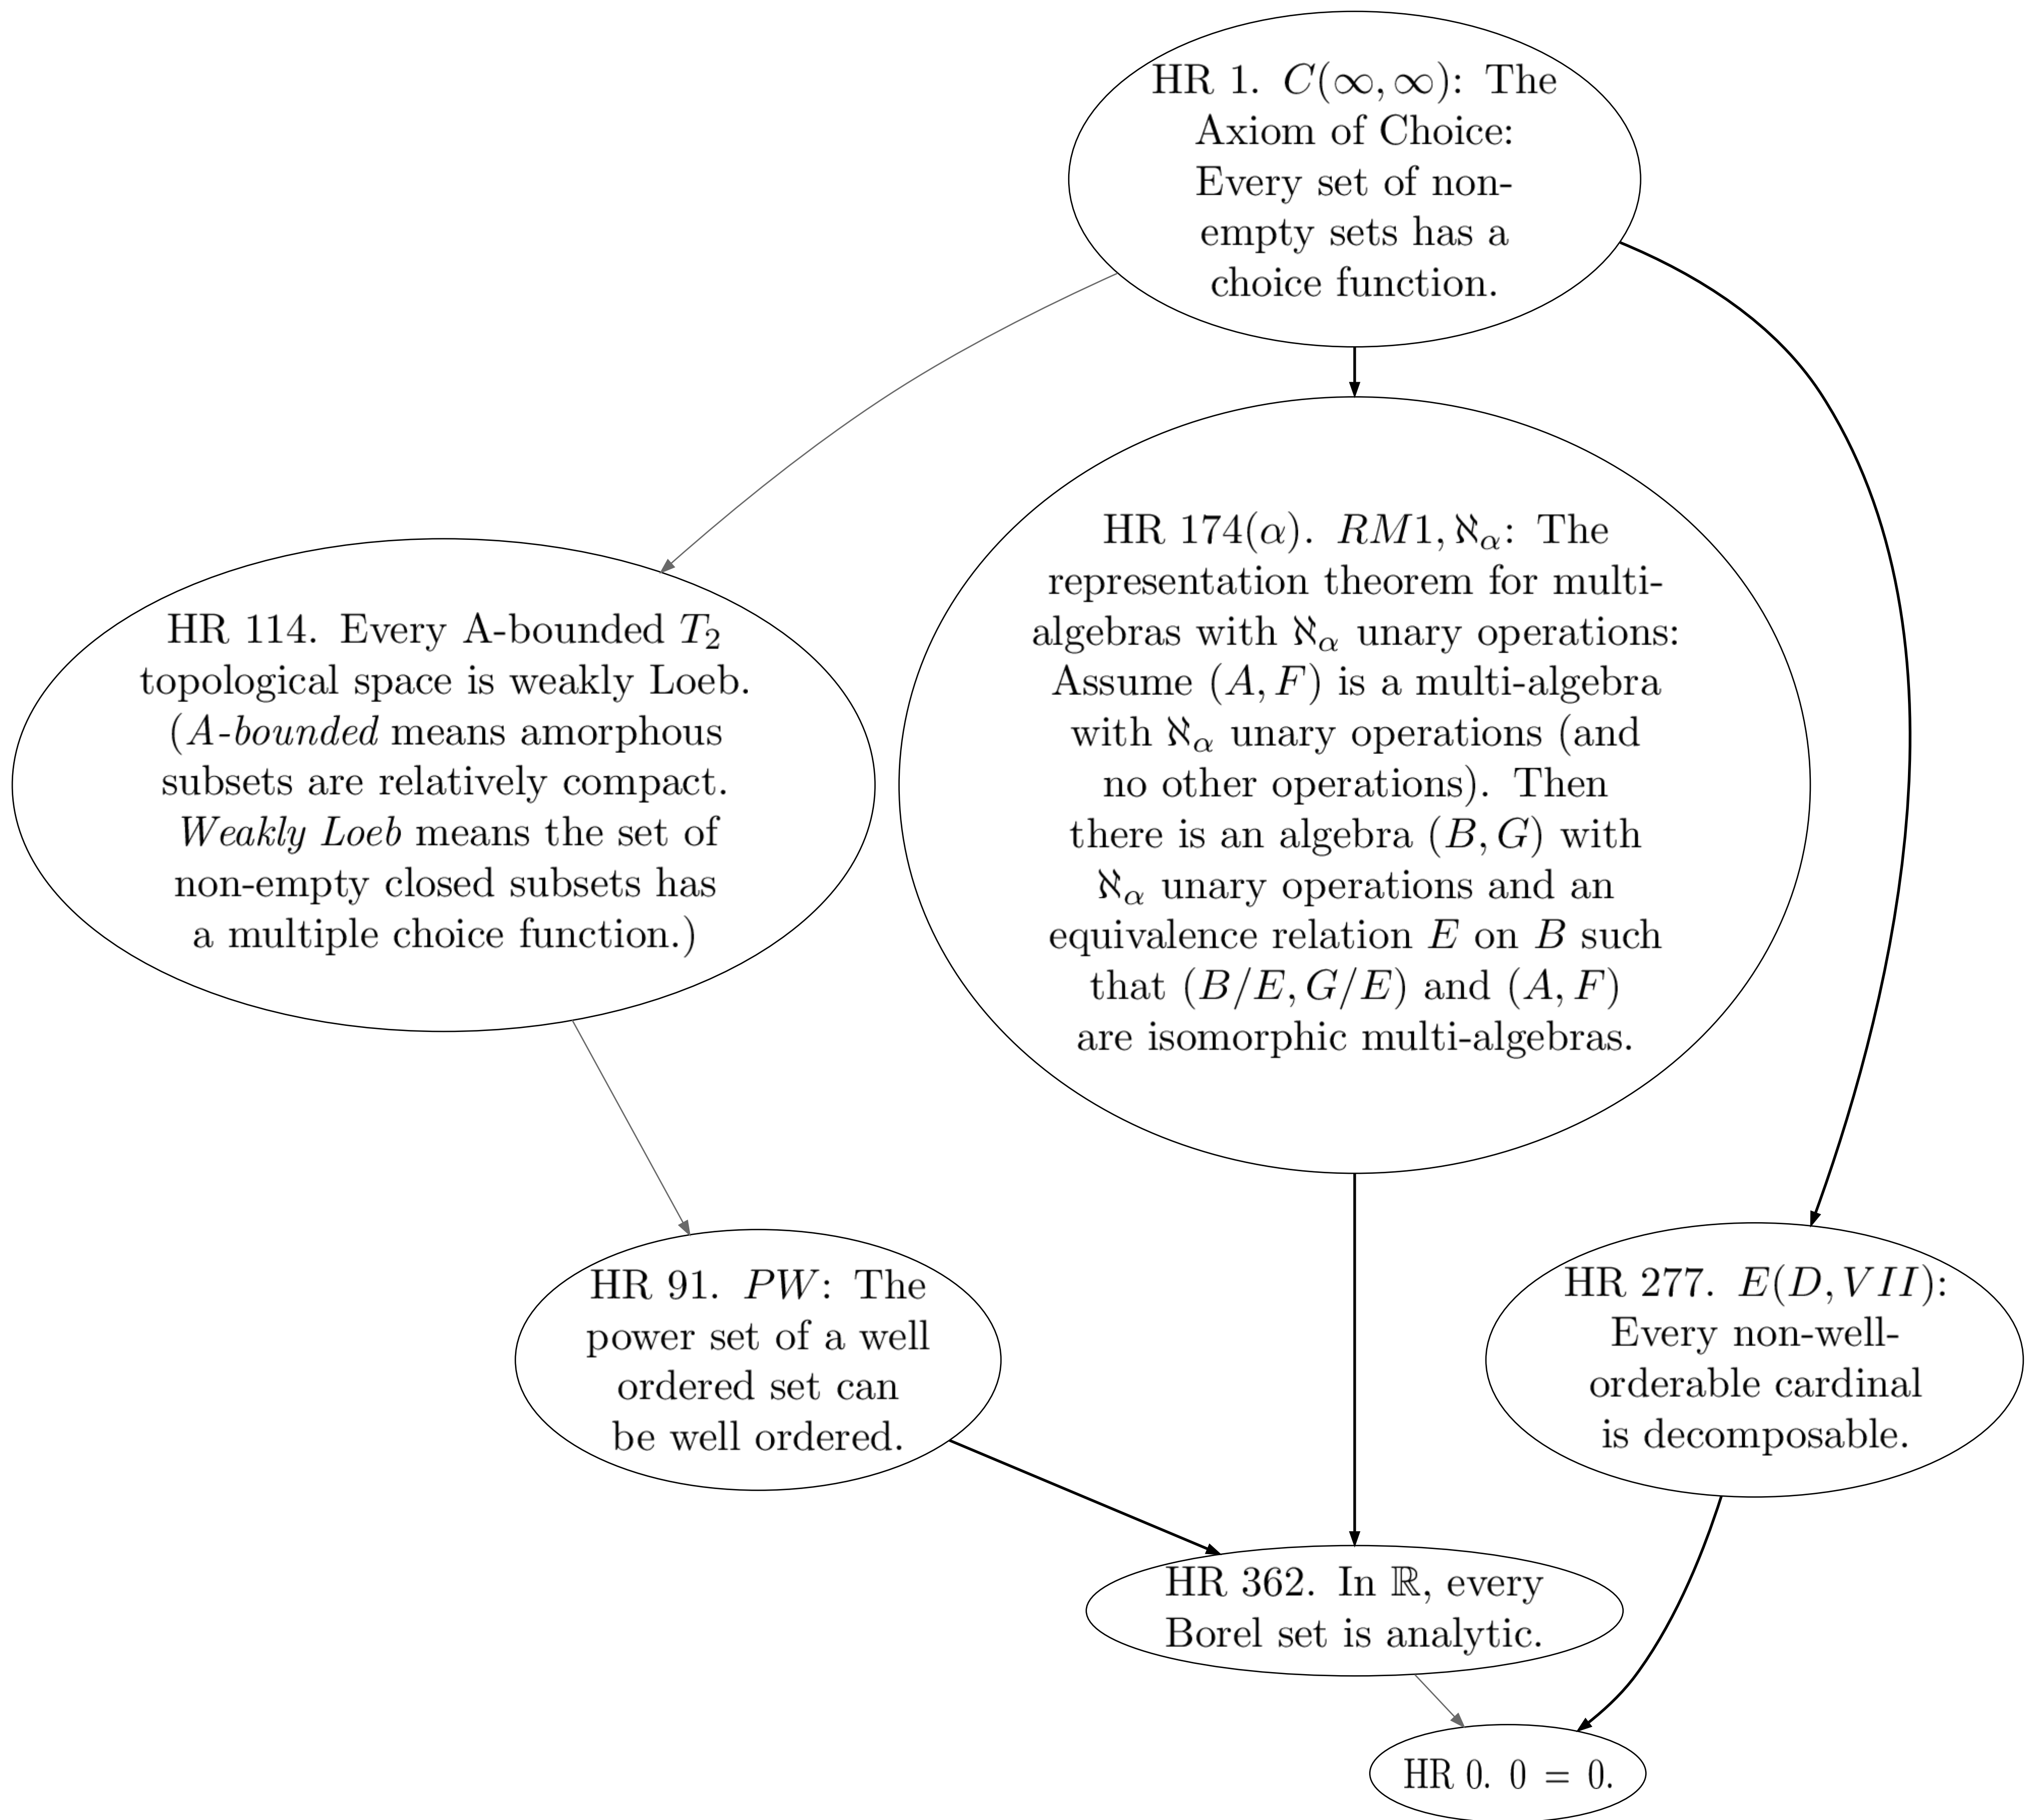 HR 1. C(∞, ∞): The
Axiom of Choice:
Every set of non-
empty sets has a
choice function.
HR 114. Every A-bounded T₂
topological space is weakly Loeb.
(A-bounded means amorphous
subsets are relatively compact.
Weakly Loeb means the set of
non-empty closed subsets has
a multiple choice function.)
HR 174(α). RM1, ℵ_α: The
representation theorem for multi-
algebras with ℵ_α unary operations:
Assume (A, F) is a multi-algebra
with ℵ_α unary operations (and
no other operations). Then
there is an algebra (B, G) with
ℵ_α unary operations and an
equivalence relation E on B such
that (B/E, G/E) and (A, F)
are isomorphic multi-algebras.
HR 91. PW: The
power set of a well
ordered set can
be well ordered.
HR 277. E(D, VII):
Every non-well-
orderable cardinal
is decomposable.
HR 362. In ℝ, every
Borel set is analytic.
HR 0. 0 = 0.